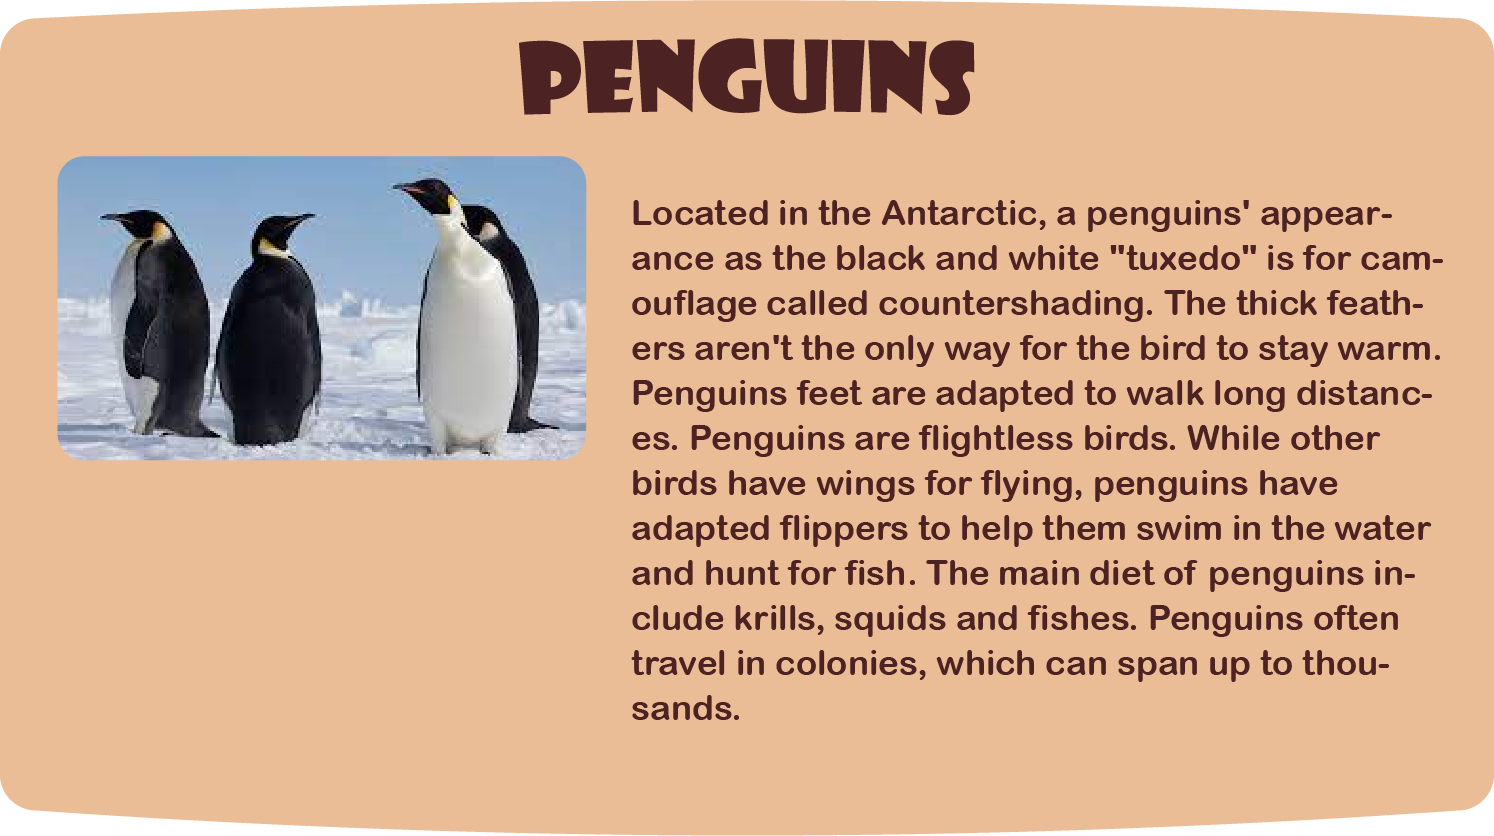 PENGUINS
Located in the Antarctic, a penguins' appear-
ance as the black and white "tuxedo" is for cam-
ouflage called countershading. The thick feath-
ers aren't the only way for the bird to stay warm.
Penguins feet are adapted to walk long distanc-
es. Penguins are flightless birds. While other
birds have wings for flying, penguins have
adapted flippers to help them swim in the water
and hunt for fish. The main diet of penguins in-
clude krills, squids and fishes. Penguins often
travel in colonies, which can span up to thou-
sands.